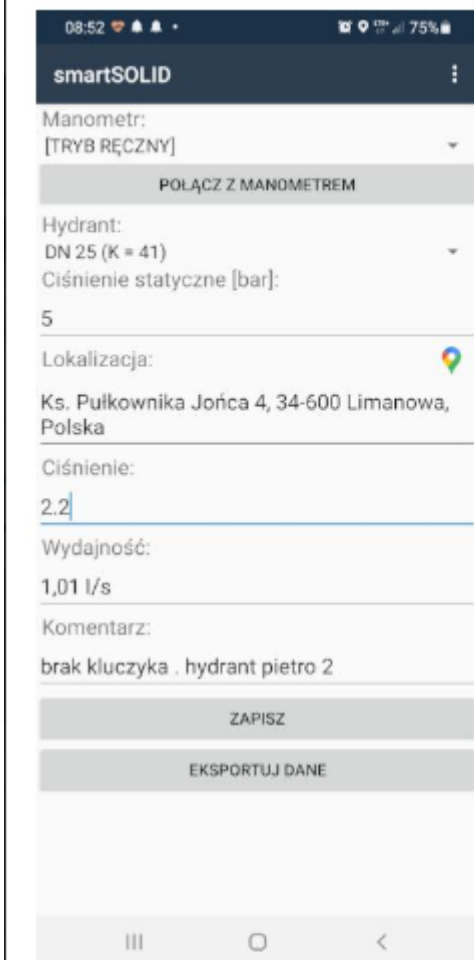 08:52
75%
smartSOLID
Manometr:
[TRYB RĘCZNY]
POŁĄCZ Z MANOMETREM
Hydrant:
DN 25 (K = 41)
Ciśnienie statyczne [bar]:
5
Lokalizacja:
Ks. Pułkownika Jońca 4, 34-600 Limanowa,
Polska
Ciśnienie:
2.2
Wydajność:
1,01 l/s
Komentarz:
brak kluczyka . hydrant pietro 2
ZAPISZ
EKSPORTUJ DANE